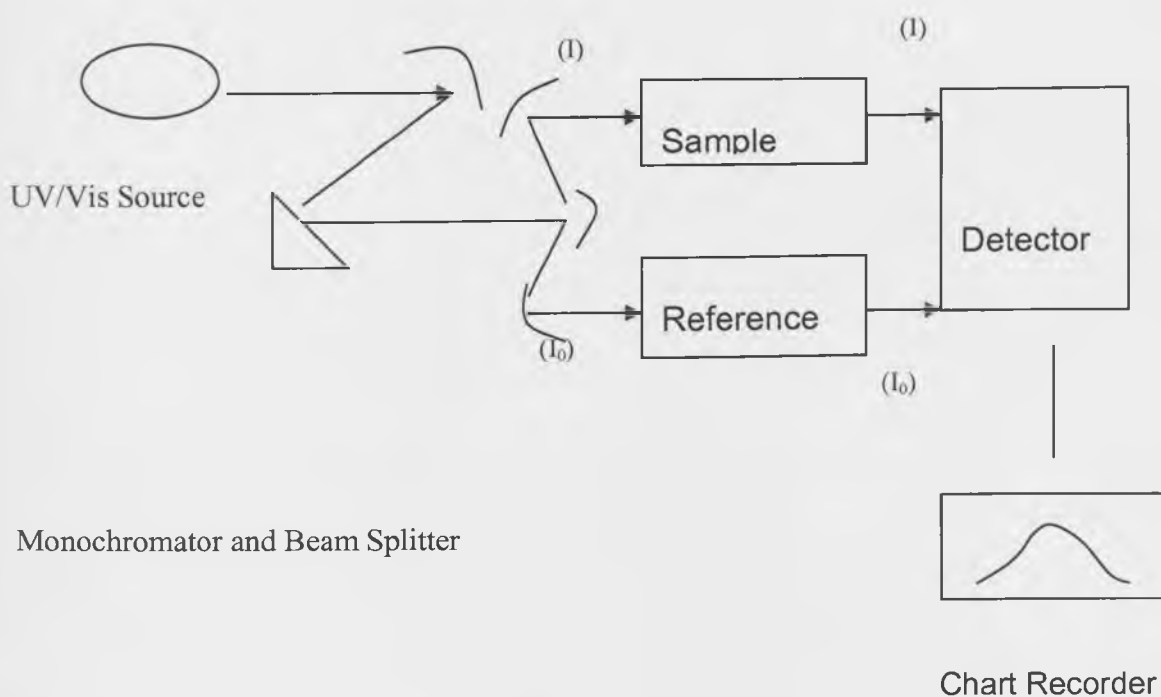 (I)
(I)
Sample
UV/Vis Source
Detector
Reference
(I₀)
(I₀)
Monochromator and Beam Splitter
Chart Recorder